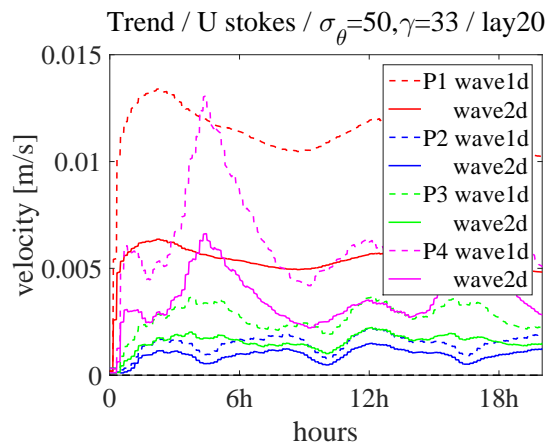 Trend / U stokes / σ_θ=50,γ=33 / lay20
0.015
0.01
0.005
0
velocity [m/s]
P1 wave1d
wave2d
P2 wave1d
wave2d
P3 wave1d
wave2d
P4 wave1d
wave2d
0 6h 12h 18h
hours